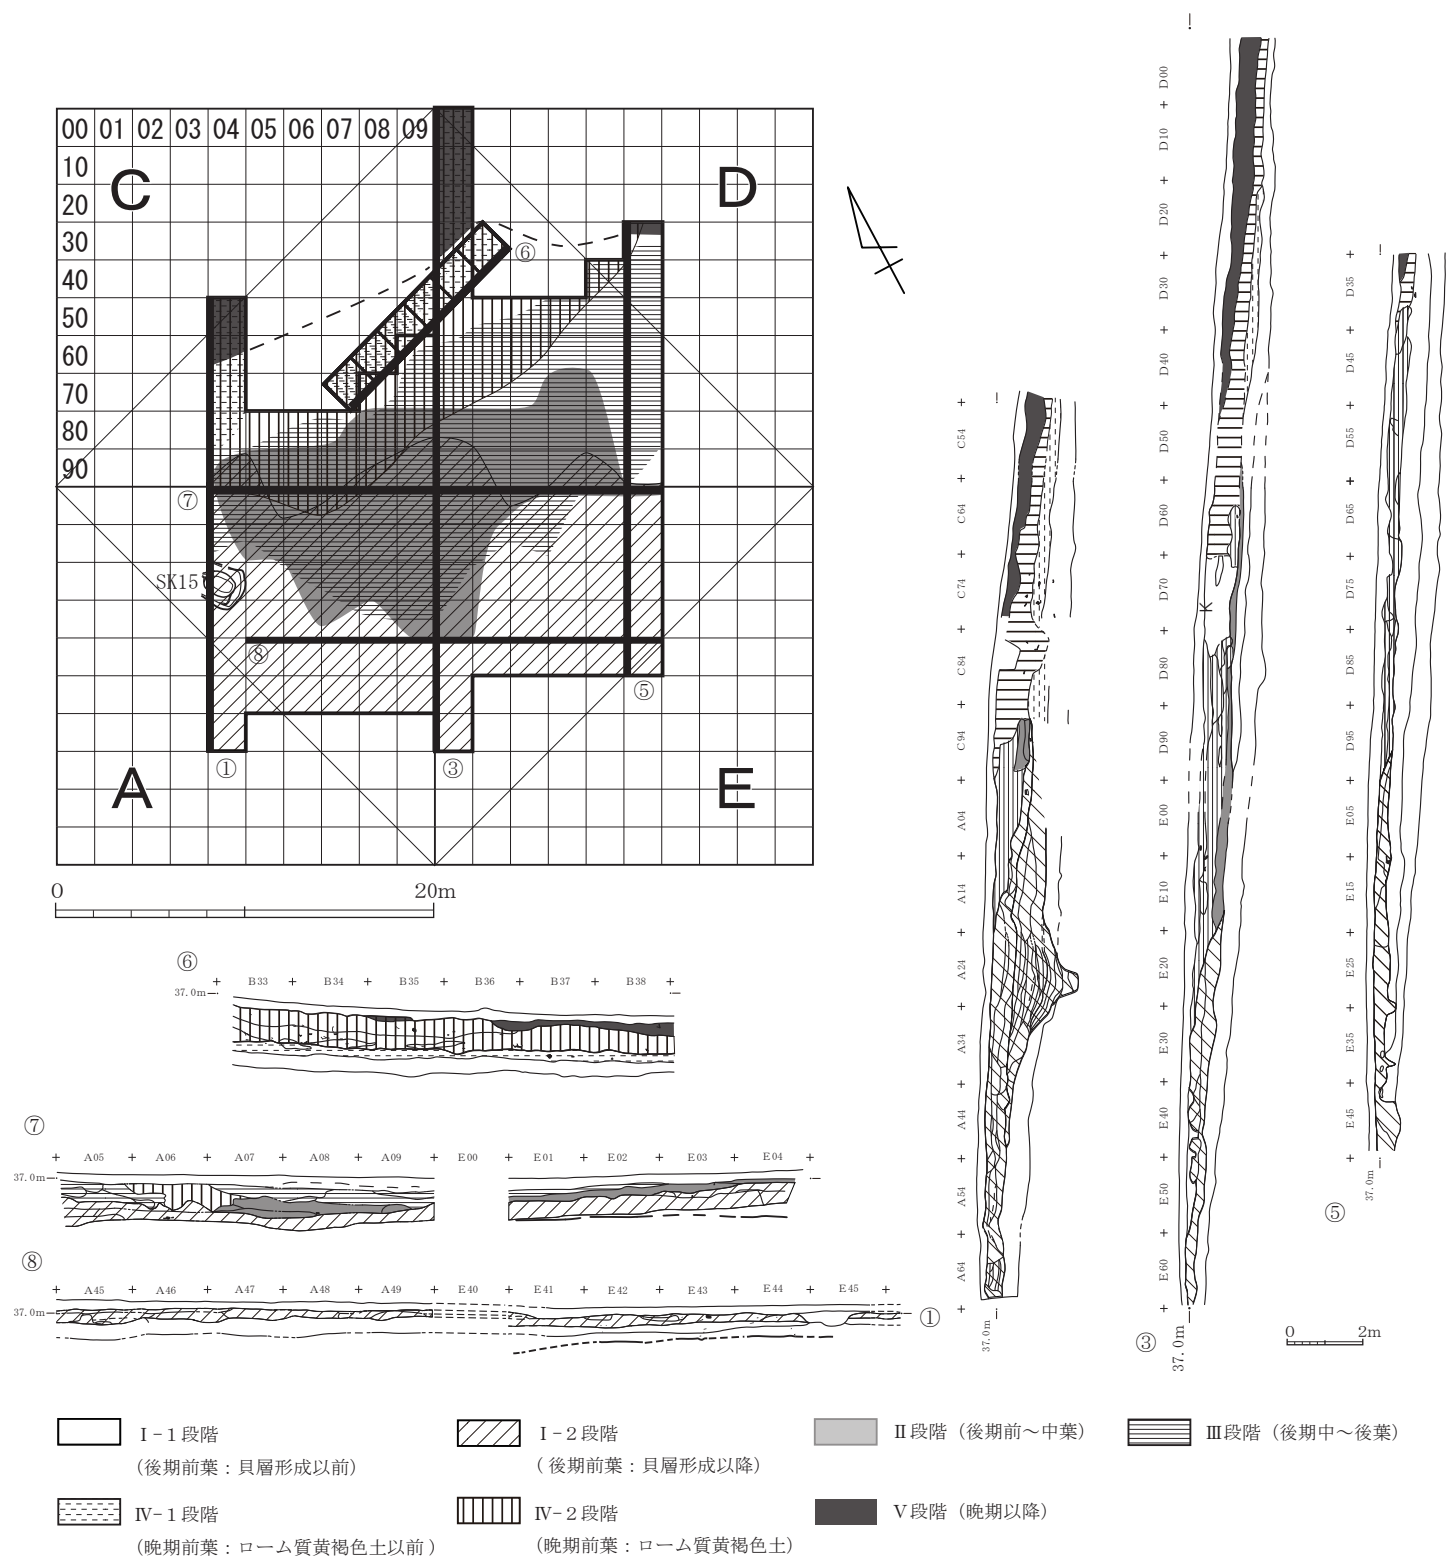 00 01 02 03 04 05 06 07 08 09
10
20
30
40
50
60
70
80
90
C
D
A
E
⑥
⑦
SK15
⑧
⑤
①
③
0 20m
⑥
B33 B34 B35 B36 B37 B38
37.0m
⑦
A05 A06 A07 A08 A09 E00 E01 E02 E03 E04
37.0m
⑧
A45 A46 A47 A48 A49 E40 E41 E42 E43 E44 E45
37.0m
C54
C64
C74
C84
C94
A04
A14
A24
A34
A44
A54
A64
①
37.0m
D00
D10
D20
D30
D40
D50
D60
D70
K
D80
D90
E00
E10
E20
E30
E40
E50
E60
③
37.0m
D35
D45
D55
D65
D75
D85
D95
E05
E15
E25
E35
E45
37.0m
⑤
0 2m
Ⅰ-1段階
(後期前葉：貝層形成以前)
Ⅰ-2段階
(後期前葉：貝層形成以降)
Ⅱ段階（後期前～中葉）
Ⅲ段階（後期中～後葉）
Ⅳ-1段階
(晩期前葉：ローム質黄褐色土以前)
Ⅳ-2段階
(晩期前葉：ローム質黄褐色土)
Ⅴ段階（晩期以降）